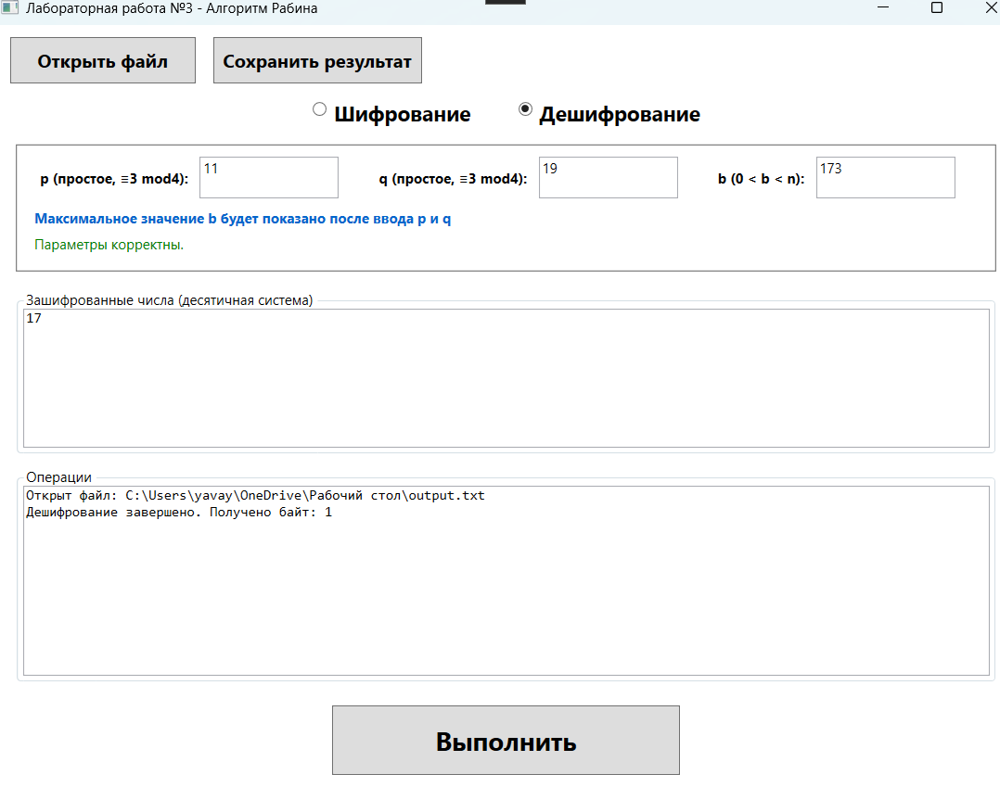 Лабораторная работа №3 - Алгоритм Рабина
Открыть файл Сохранить результат
Шифрование Дешифрование
p (простое, ≡3 mod4): 11 q (простое, ≡3 mod4): 19 b (0 < b < n): 173
Максимальное значение b будет показано после ввода p и q
Параметры корректны.
Зашифрованные числа (десятичная система)
17
Операции
Открыт файл: C:\Users\yavay\OneDrive\Рабочий стол\output.txt
Дешифрование завершено. Получено байт: 1
Выполнить